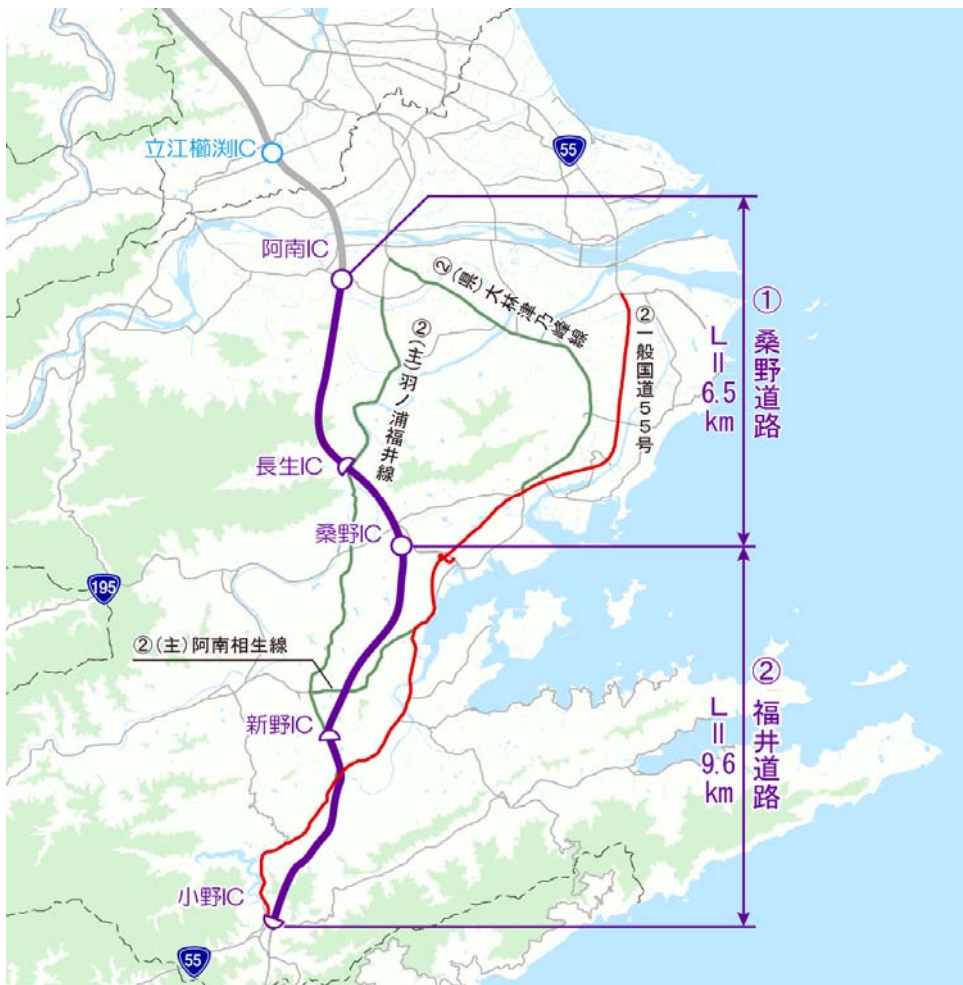 立江櫛渕IC
55
阿南IC
②(県)大林津乃峰線
②一般国道55号
②(主)羽ノ浦福井線
① 桑野道路
L=6.5km
長生IC
桑野IC
195
②(主)阿南相生線
新野IC
② 福井道路
L=9.6km
小野IC
55